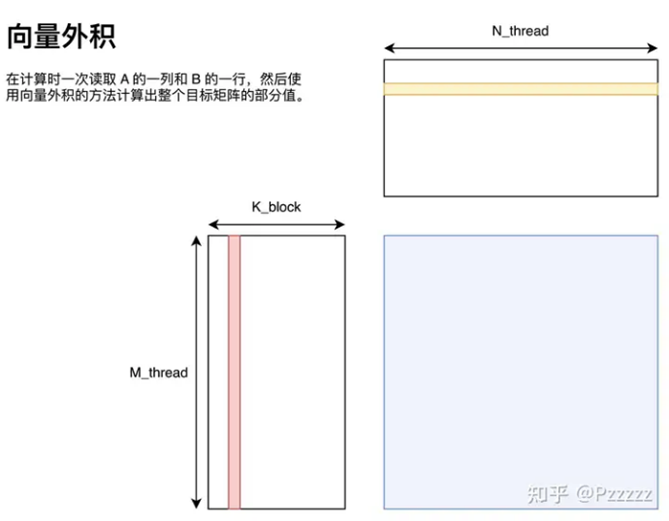 向量外积
在计算时一次读取 A 的一列和 B 的一行，然后使
用向量外积的方法计算出整个目标矩阵的部分值。
N_thread
K_block
M_thread
知乎 @Pzzzzz